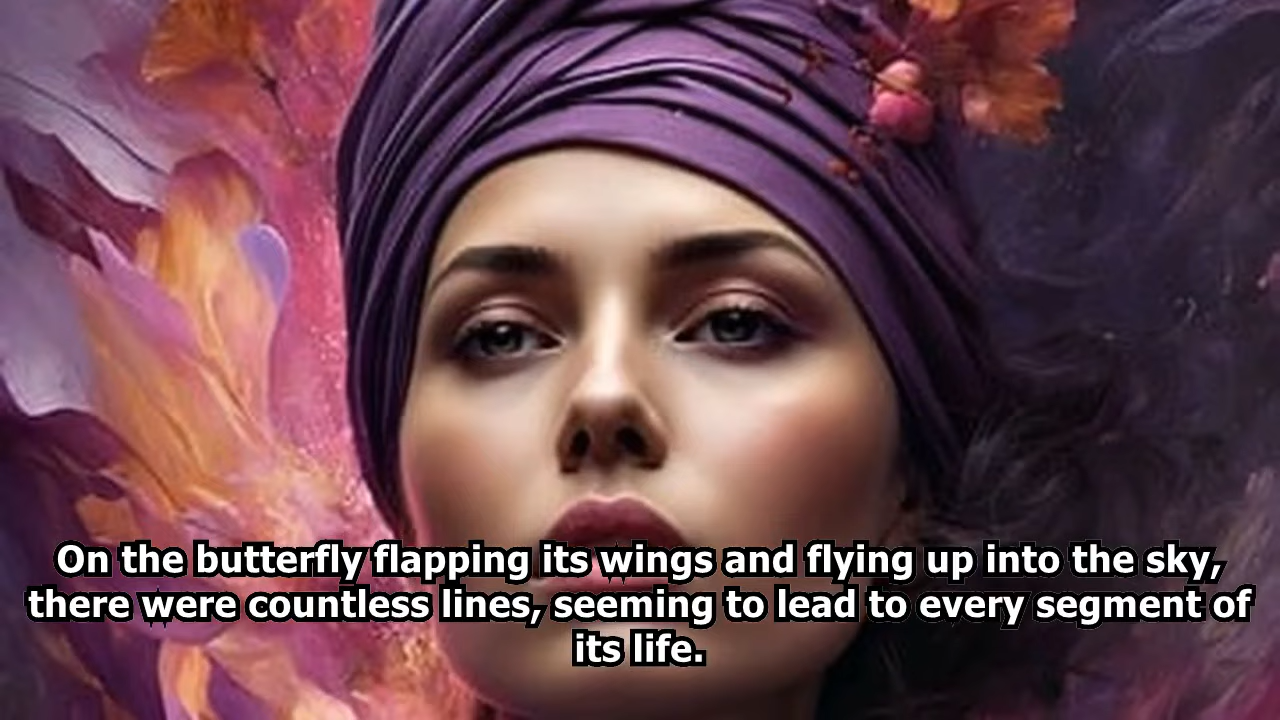 On the butterfly flapping its wings and flying up into the sky,
there were countless lines, seeming to lead to every segment of
its life.